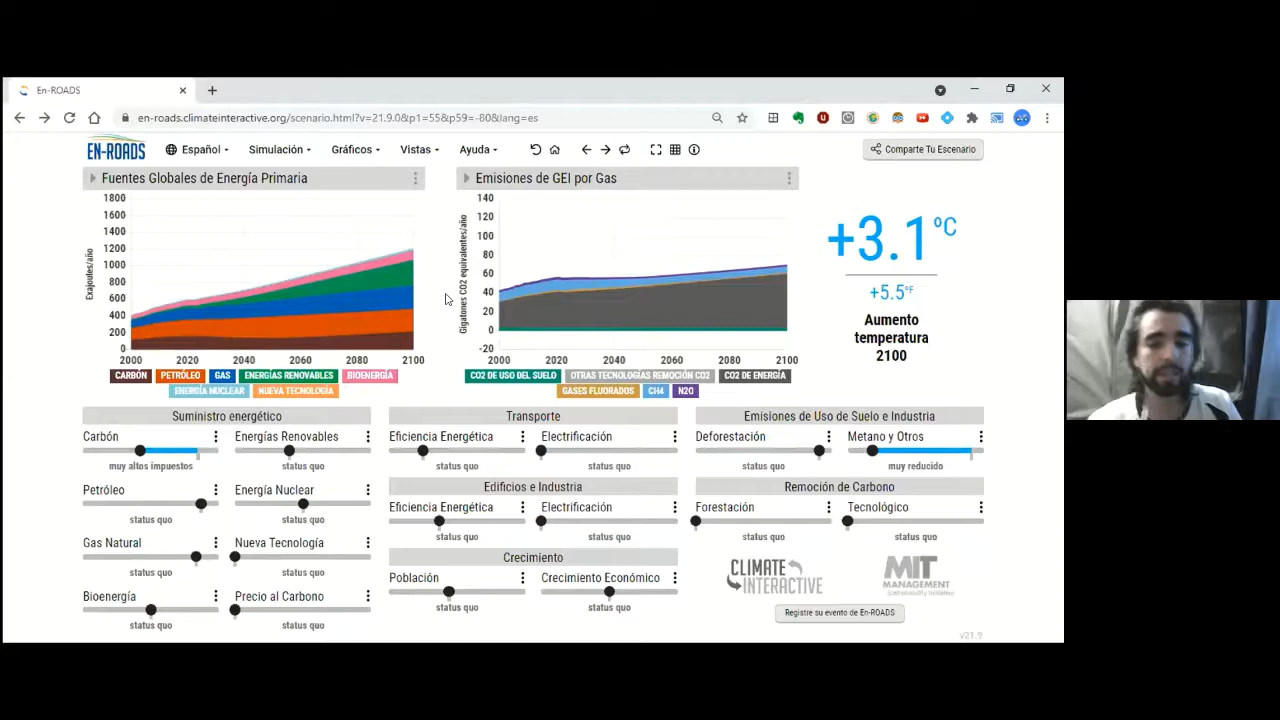 En-ROADS
en-roads.climateinteractive.org/scenario.html?v=21.9.0&p1=55&p59=-80&lang=es
EN-ROADS
Español
Simulación
Gráficos
Vistas
Ayuda
Comparte Tu Escenario
Fuentes Globales de Energía Primaria
Exajoules/año
1800
1600
1400
1200
1000
800
600
400
200
0
2000 2020 2040 2060 2080 2100
CARBÓN PETRÓLEO GAS ENERGÍAS RENOVABLES BIOENERGÍA
ENERGÍA NUCLEAR NUEVA TECNOLOGÍA
Emisiones de GEI por Gas
Gigatones CO2 equivalentes/año
140
120
100
80
60
40
20
0
-20
2000 2020 2040 2060 2080 2100
CO2 DE USO DEL SUELO OTRAS TECNOLOGÍAS REMOCIÓN CO2 CO2 DE ENERGÍA
GASES FLUORADOS CH4 N2O
+3.1 ºC
+5.5 °F
Aumento
temperatura
2100
Suministro energético
Carbón
muy altos impuestos
Energías Renovables
status quo
Petróleo
status quo
Energía Nuclear
status quo
Gas Natural
status quo
Nueva Tecnología
status quo
Bioenergía
status quo
Precio al Carbono
status quo
Transporte
Eficiencia Energética
status quo
Electrificación
status quo
Edificios e Industria
Eficiencia Energética
status quo
Electrificación
status quo
Crecimiento
Población
status quo
Crecimiento Económico
status quo
Emisiones de Uso de Suelo e Industria
Deforestación
status quo
Metano y Otros
muy reducido
Remoción de Carbono
Forestación
status quo
Tecnológico
status quo
CLIMATE
INTERACTIVE
MIT
MANAGEMENT
Sustainability Initiative
Registre su evento de En-ROADS
v21.9